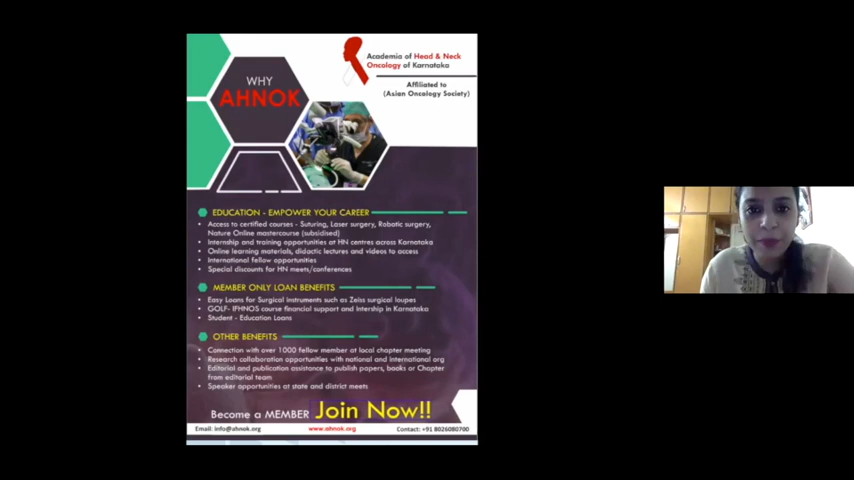 Academia of Head & Neck
Oncology of Karnataka
Affiliated to
(Asian Oncology Society)
WHY
AHNOK
EDUCATION - EMPOWER YOUR CAREER
• Access to certified courses - Suturing, Laser surgery, Robotic surgery,
Nature Online mastercourse (subsidised)
• Internship and training opportunities at HN centres across Karnataka
• Online learning materials, didactic lectures and videos to access
• International fellow opportunities
• Special discounts for HN meets/conferences
MEMBER ONLY LOAN BENEFITS
• Easy Loans for Surgical Instruments such as Zeiss surgical loupes
• GOLF- IFHNOS course financial support and Intership in Karnataka
• Student - Education Loans
OTHER BENEFITS
• Connection with over 1000 fellow member at local chapter meeting
• Research collaboration opportunities with national and international org
• Editorial and publication assistance to publish papers, books or Chapter
from editorial team
• Speaker opportunities at state and district meets
Become a MEMBER Join Now!!
Email: info@ahnok.org www.ahnok.org Contact: +91 8026080700